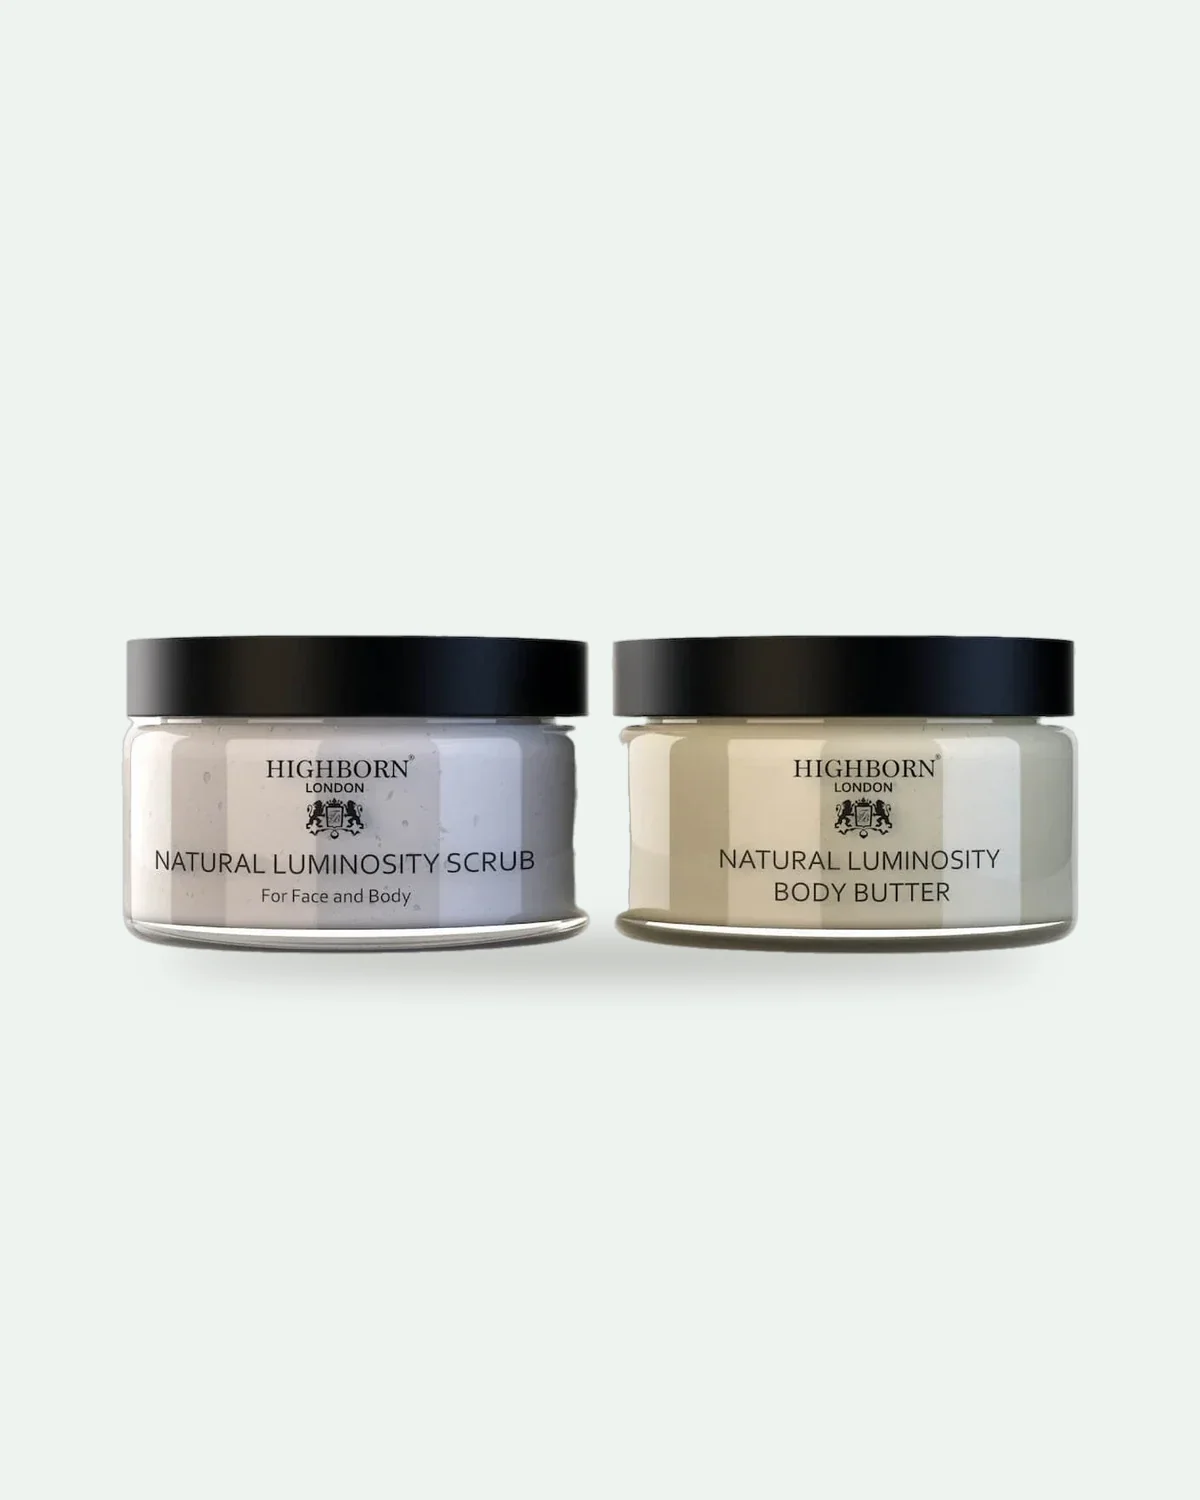 HIGHBORN®
LONDON
NATURAL LUMINOSITY SCRUB
For Face and Body
HIGHBORN®
LONDON
NATURAL LUMINOSITY
BODY BUTTER